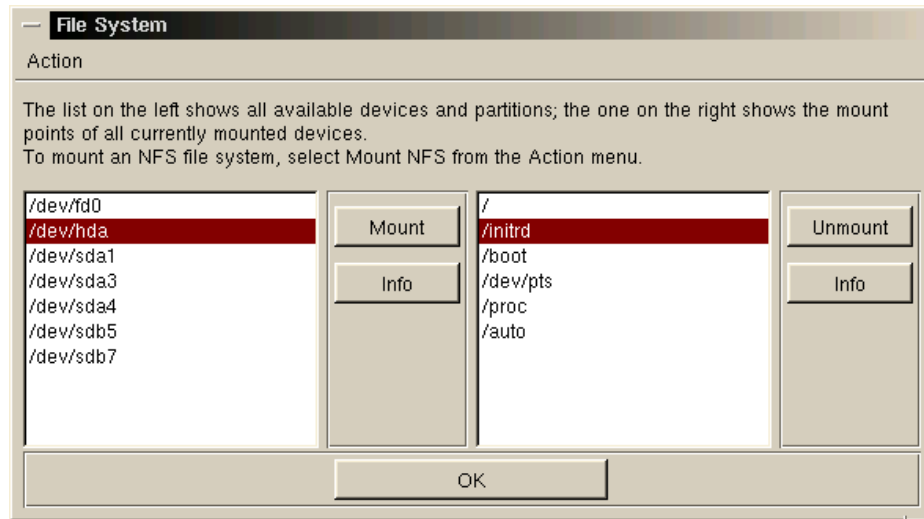 File System
Action
The list on the left shows all available devices and partitions; the one on the right shows the mount
points of all currently mounted devices.
To mount an NFS file system, select Mount NFS from the Action menu.
/dev/fd0
/dev/hda
/dev/sda1
/dev/sda3
/dev/sda4
/dev/sdb5
/dev/sdb7
Mount
Info
/
/initrd
/boot
/dev/pts
/proc
/auto
Unmount
Info
OK